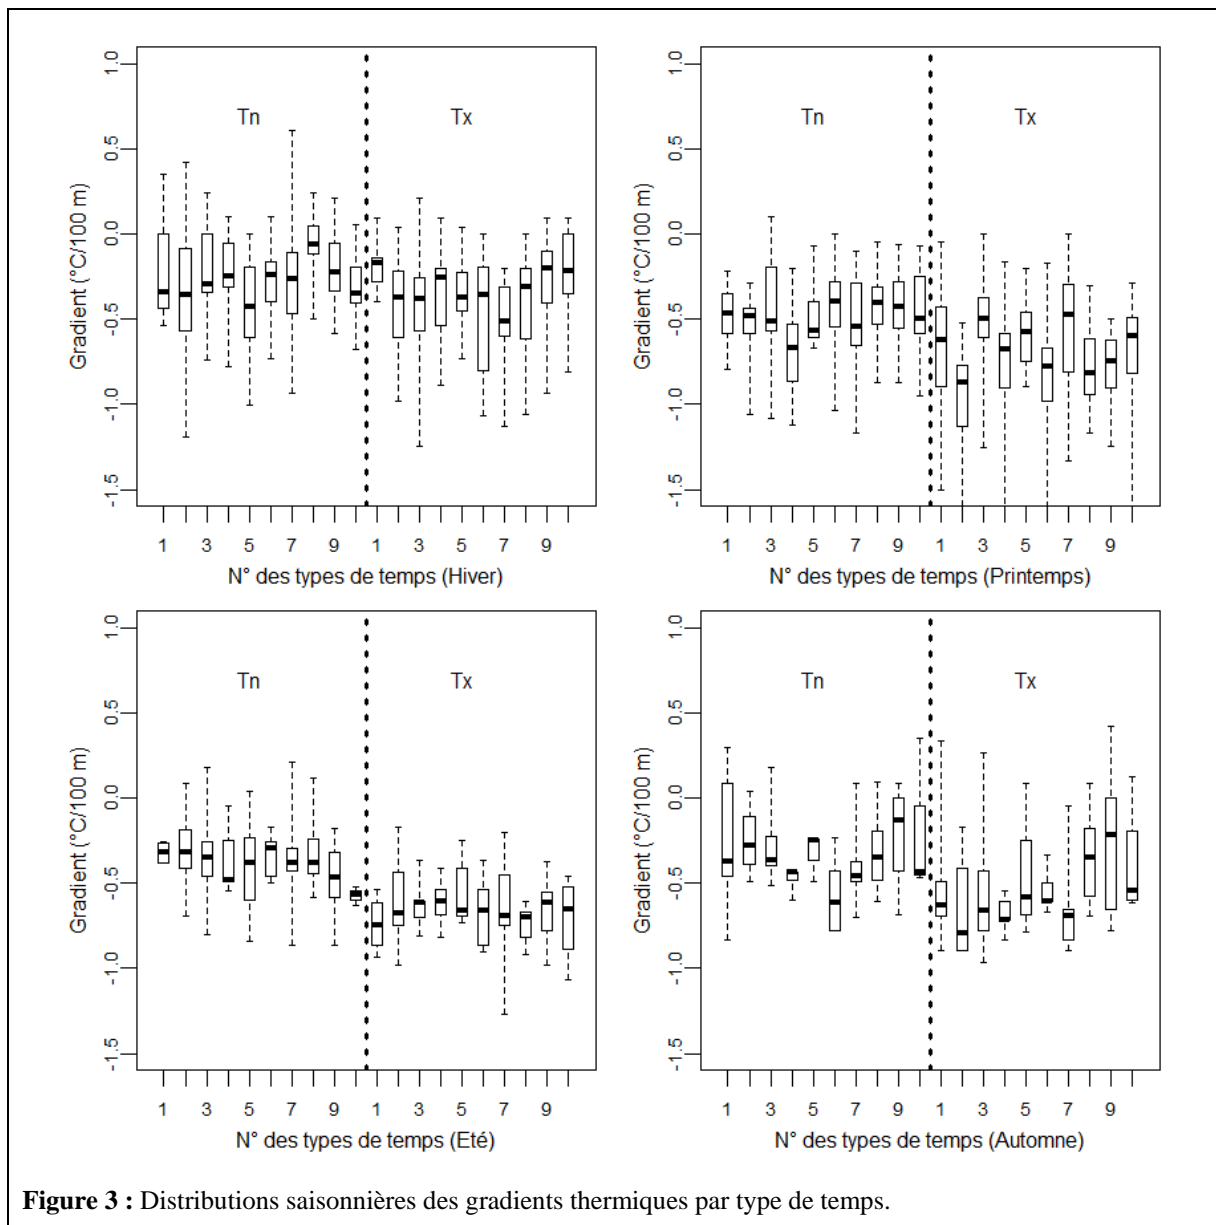 1.0
0.5
0.0
-0.5
-1.0
-1.5
Gradient (°C/100 m)
Tn
Tx
1 3 5 7 9 1 3 5 7 9
N° des types de temps (Hiver)
1.0
0.5
0.0
-0.5
-1.0
-1.5
Gradient (°C/100 m)
Tn
Tx
1 3 5 7 9 1 3 5 7 9
N° des types de temps (Printemps)
1.0
0.5
0.0
-0.5
-1.0
-1.5
Gradient (°C/100 m)
Tn
Tx
1 3 5 7 9 1 3 5 7 9
N° des types de temps (Eté)
1.0
0.5
0.0
-0.5
-1.0
-1.5
Gradient (°C/100 m)
Tn
Tx
1 3 5 7 9 1 3 5 7 9
N° des types de temps (Automne)
Figure 3 : Distributions saisonnières des gradients thermiques par type de temps.